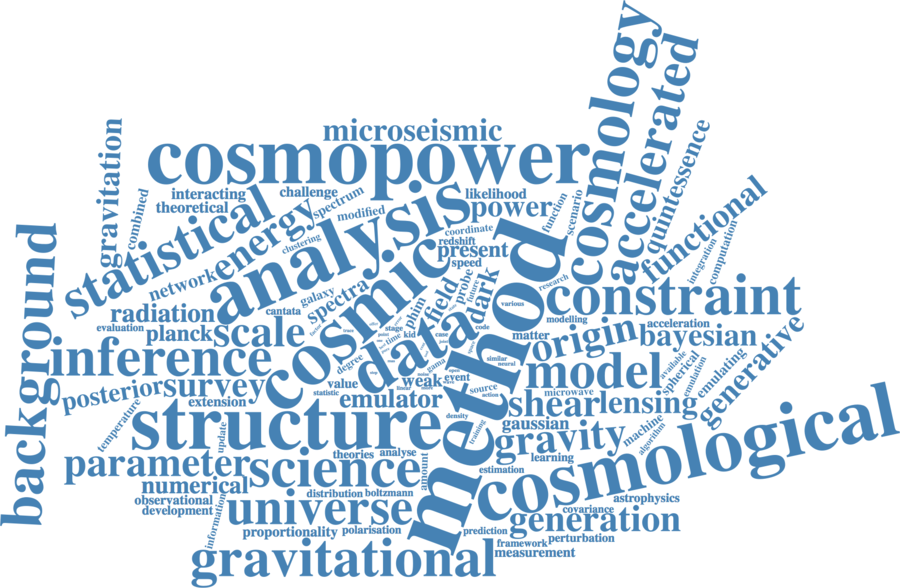 cosmology
accelerated
microseismic
cosmopower
gravitation
quintessence
interacting
challenge
likelihood
theoretical
spectrum
power
function
scenario
functional
combined
statistical
energy
modified
analysis
coordinate
redshift
present
speed
clustering
computation
integration
background
network
galaxy
spectra
cosmic
field
probe
future
dark
research
various
constraint
radiation
cantata
phim
evaluation
planck
scale
data
method
code
modelling
matter
origin
acceleration
bayesian
generative
inference
stage
kid
time
case
degree
gama
similar
neural
model
available
spherical
emulation
emulating
posterior
survey
value
weak
event
statistic
emulator
linear
open
source
action
microwave
shear
lensing
extension
structure
density
gaussian
machine
algorithm
temperature
update
training
gravity
learning
cosmological
theories
analyse
parameter
science
amount
estimation
numerical
distribution
boltzmann
observational
development
astrophysics
covariance
information
universe
generation
proportionality
polarisation
prediction
perturbation
framework
measurement
gravitational